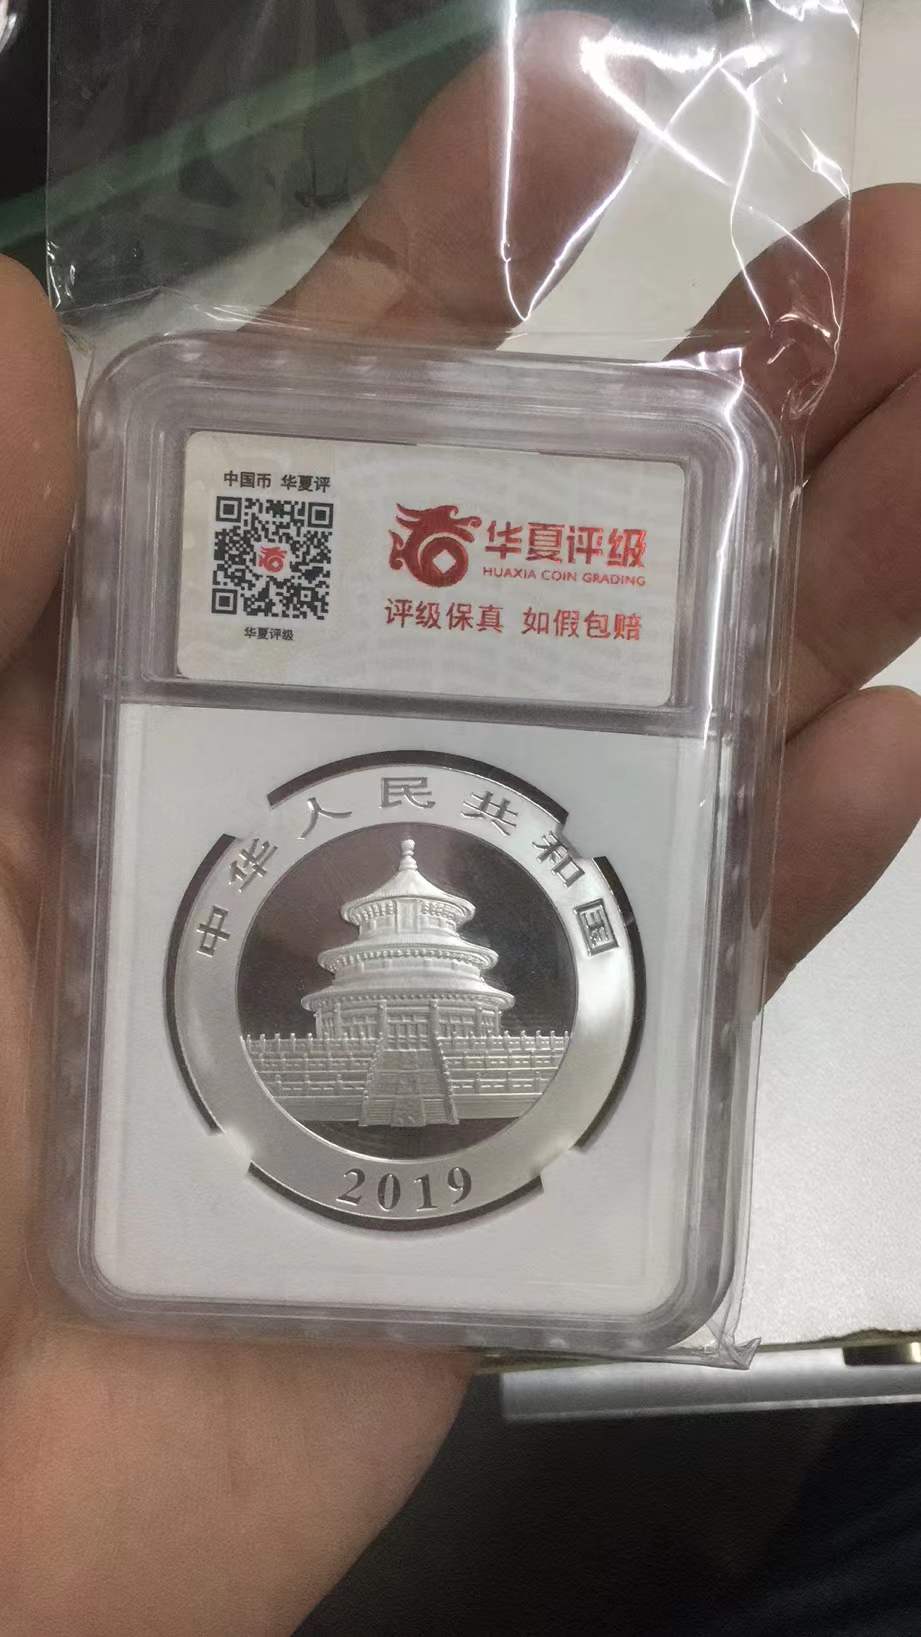 中国币 华夏评
华夏评级
华夏评级
HUAXIA COIN GRADING
评级保真 如假包赔
中华人民共和国
2019